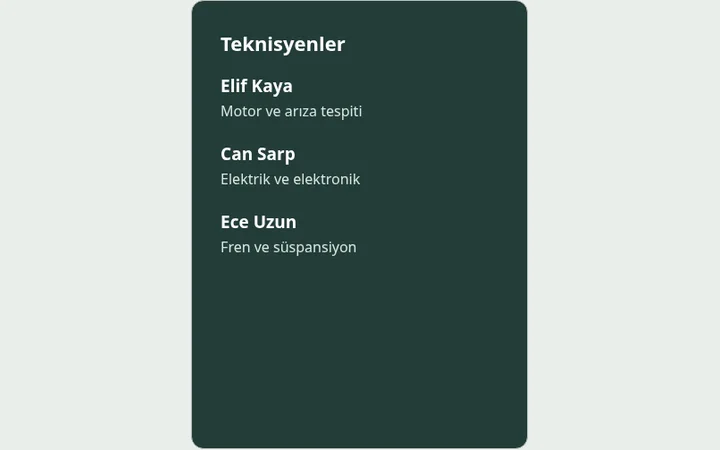 Teknisyenler
Elif Kaya
Motor ve arıza tespiti
Can Sarp
Elektrik ve elektronik
Ece Uzun
Fren ve süspansiyon